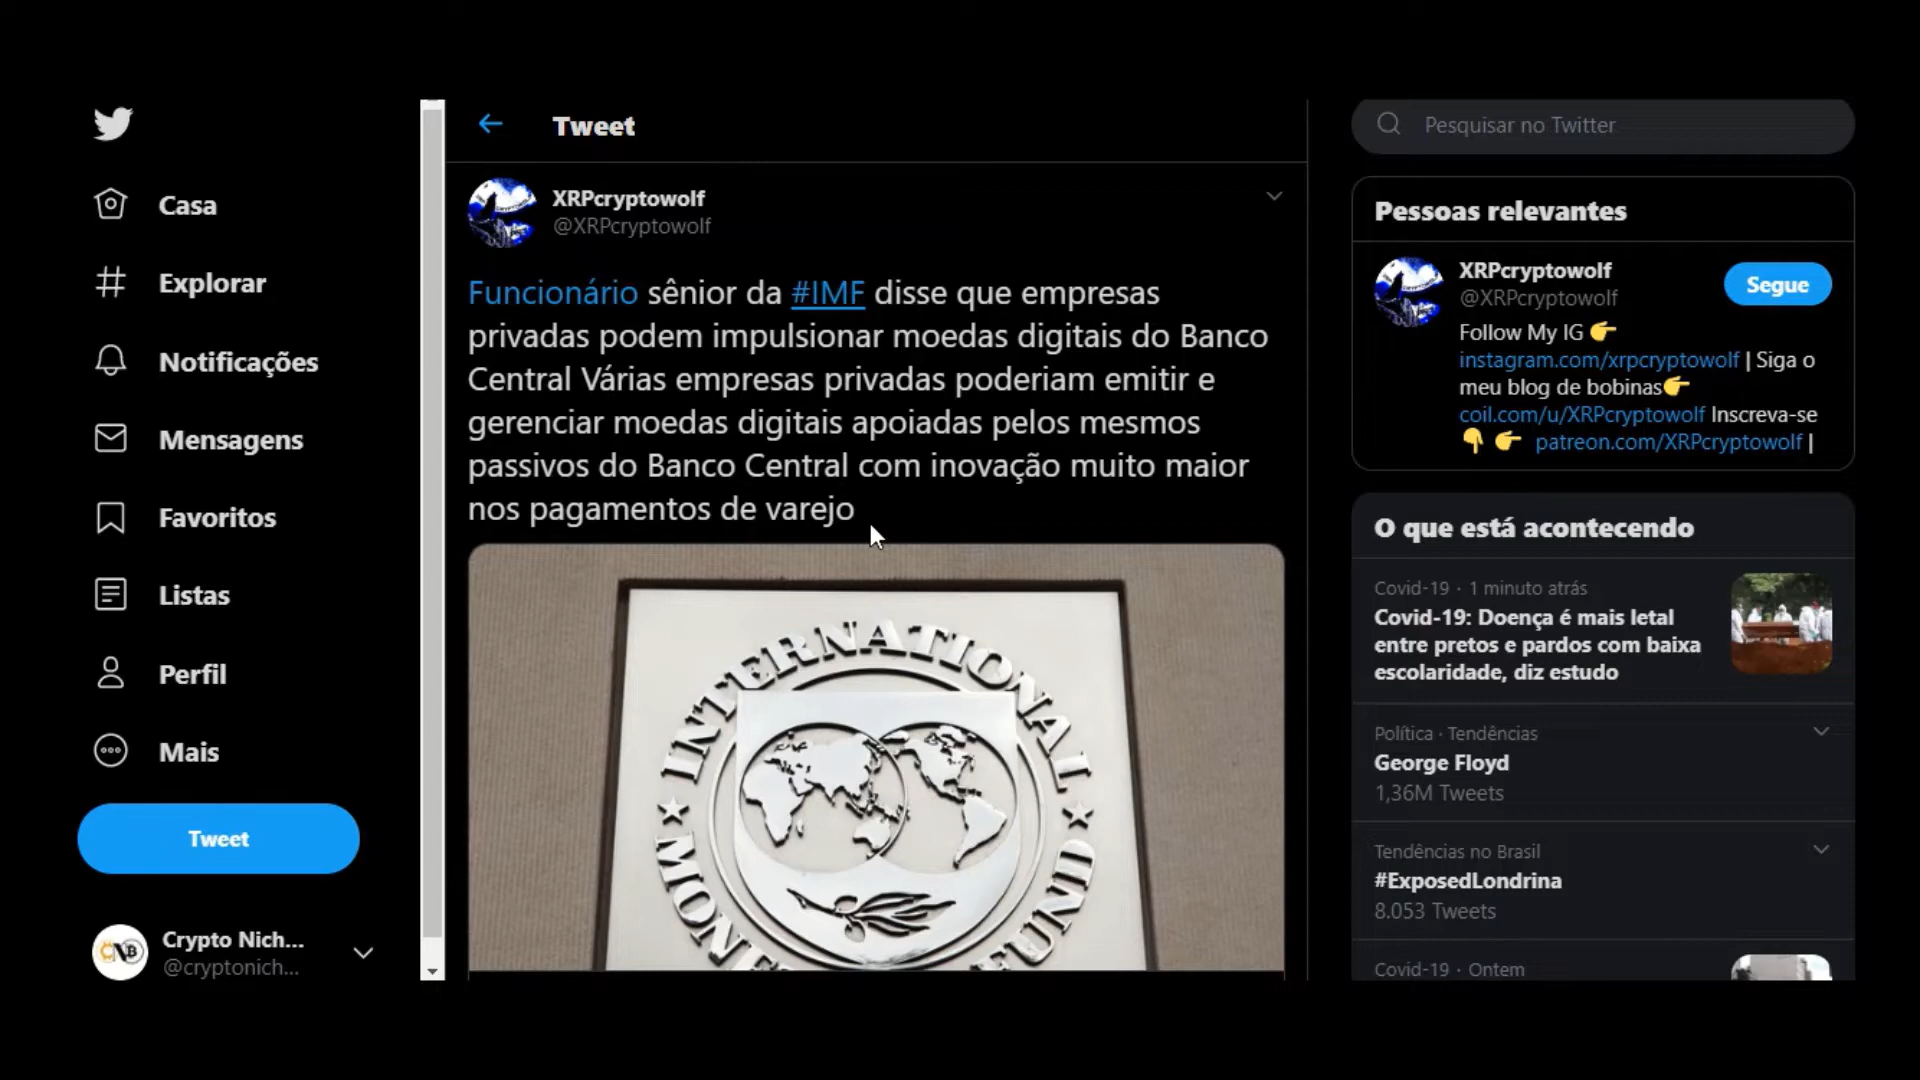 Casa
Explorar
Notificações
Mensagens
Favoritos
Listas
Perfil
Mais
Tweet
Crypto Nich...
@cryptonich...
Tweet
XRPcryptowolf
@XRPcryptowolf
Funcionário sênior da #IMF disse que empresas
privadas podem impulsionar moedas digitais do Banco
Central Várias empresas privadas poderiam emitir e
gerenciar moedas digitais apoiadas pelos mesmos
passivos do Banco Central com inovação muito maior
nos pagamentos de varejo
INTERNATIONAL
FUND
Pesquisar no Twitter
Pessoas relevantes
XRPcryptowolf
@XRPcryptowolf
Segue
Follow My IG 👉
instagram.com/xrpcryptowolf | Siga o
meu blog de bobinas👉
coil.com/u/XRPcryptowolf Inscreva-se
👇 👉 patreon.com/XRPcryptowolf |
O que está acontecendo
Covid-19 · 1 minuto atrás
Covid-19: Doença é mais letal
entre pretos e pardos com baixa
escolaridade, diz estudo
Política · Tendências
George Floyd
1,36M Tweets
Tendências no Brasil
#ExposedLondrina
8.053 Tweets
Covid-19 · Ontem